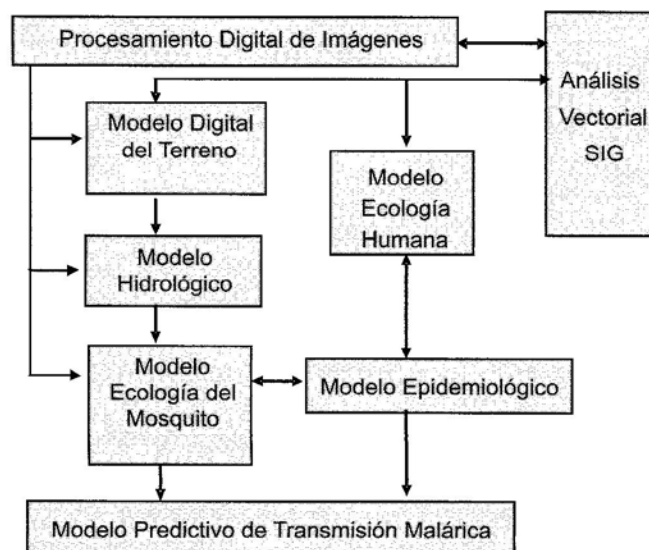 Procesamiento Digital de Imágenes
Análisis
Vectorial
SIG
Modelo Digital
del Terreno
Modelo
Ecología
Humana
Modelo
Hidrológico
Modelo
Ecología del
Mosquito
Modelo Epidemiológico
Modelo Predictivo de Transmisión Malárica